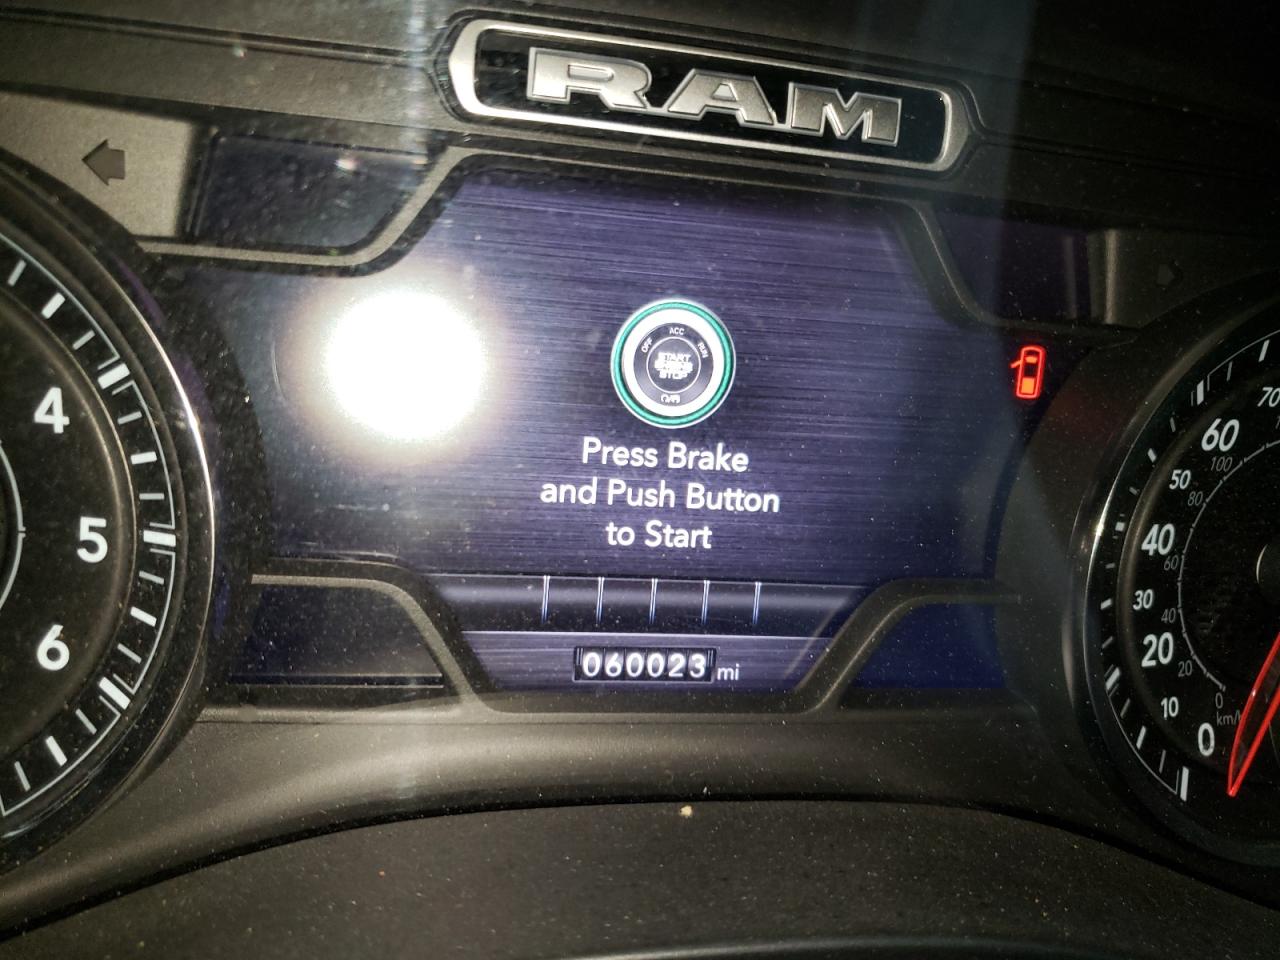 RAM
ACC
OFF
RUN
START
ENGINE
STOP
Press Brake
and Push Button
to Start
060023 mi
4
5
6
70
60
100
50
80
40
60
30
40
20
20
10
0
0
km/h